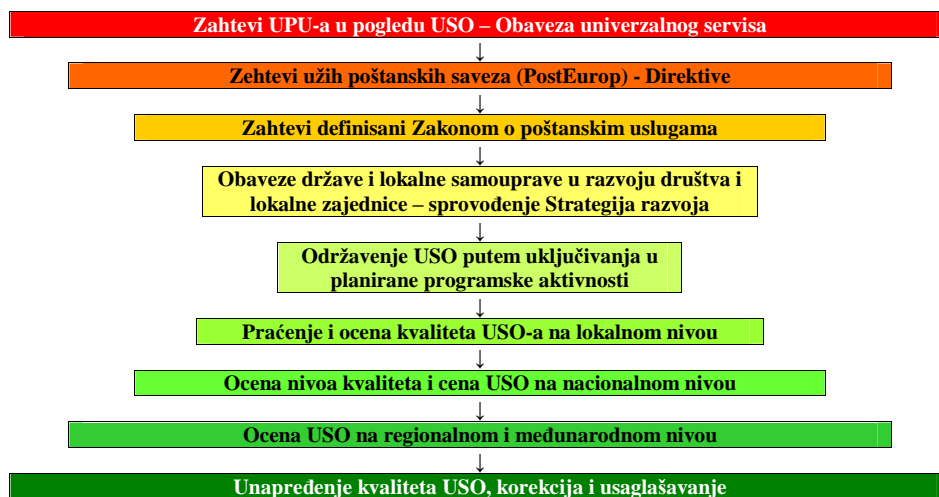 Zahtevi UPU-a u pogledu USO – Obaveza univerzalnog servisa
↓
Zehtevi užih poštanskih saveza (PostEurop) - Direktive
↓
Zahtevi definisani Zakonom o poštanskim uslugama
↓
Obaveze države i lokalne samouprave u razvoju društva i
lokalne zajednice – sprovođenje Strategija razvoja
↓
Održavenje USO putem uključivanja u
planirane programske aktivnosti
↓
Praćenje i ocena kvaliteta USO-a na lokalnom nivou
↓
Ocena nivoa kvaliteta i cena USO na nacionalnom nivou
↓
Ocena USO na regionalnom i međunarodnom nivou
↓
Unapređenje kvaliteta USO, korekcija i usaglašavanje